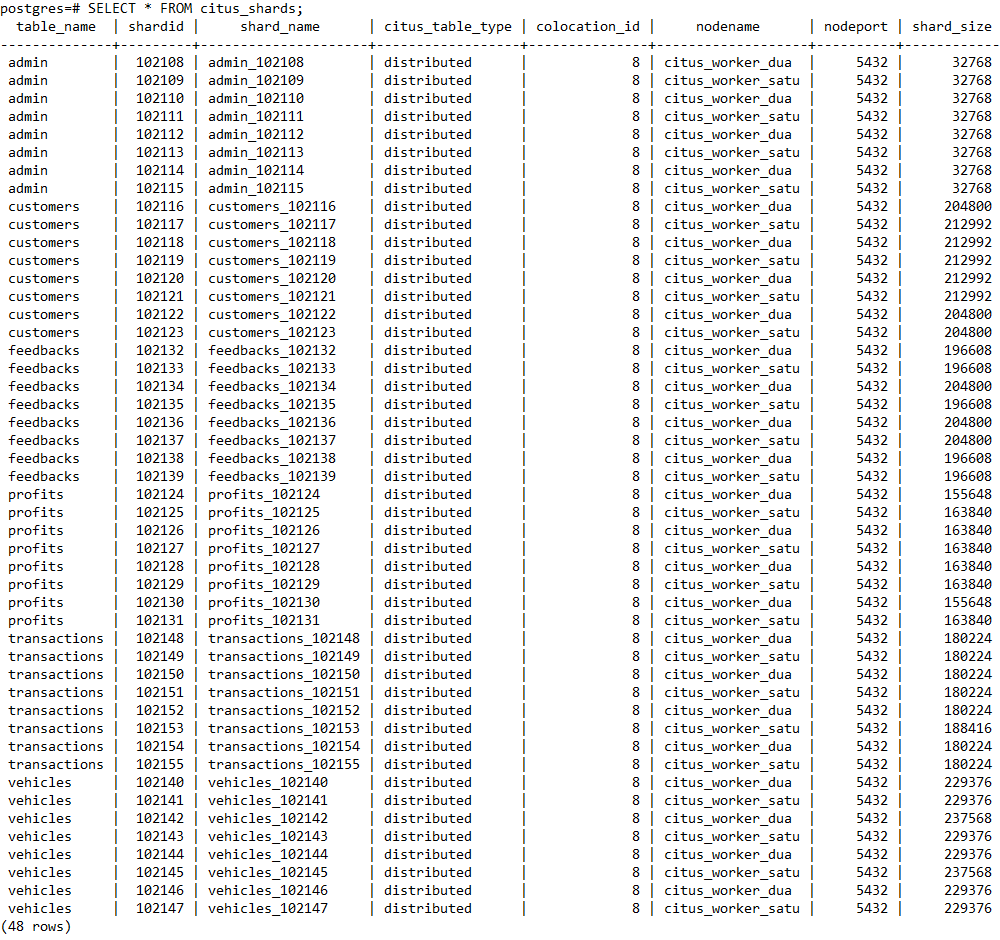 postgres=# SELECT * FROM citus_shards;
  table_name  | shardid |     shard_name      | citus_table_type | colocation_id |     nodename      | nodeport | shard_size
--------------+---------+---------------------+------------------+---------------+-------------------+----------+------------
 admin        |  102108 | admin_102108        | distributed      |             8 | citus_worker_dua  |     5432 |      32768
 admin        |  102109 | admin_102109        | distributed      |             8 | citus_worker_satu |     5432 |      32768
 admin        |  102110 | admin_102110        | distributed      |             8 | citus_worker_dua  |     5432 |      32768
 admin        |  102111 | admin_102111        | distributed      |             8 | citus_worker_satu |     5432 |      32768
 admin        |  102112 | admin_102112        | distributed      |             8 | citus_worker_dua  |     5432 |      32768
 admin        |  102113 | admin_102113        | distributed      |             8 | citus_worker_satu |     5432 |      32768
 admin        |  102114 | admin_102114        | distributed      |             8 | citus_worker_dua  |     5432 |      32768
 admin        |  102115 | admin_102115        | distributed      |             8 | citus_worker_satu |     5432 |      32768
 customers    |  102116 | customers_102116    | distributed      |             8 | citus_worker_dua  |     5432 |     204800
 customers    |  102117 | customers_102117    | distributed      |             8 | citus_worker_satu |     5432 |     212992
 customers    |  102118 | customers_102118    | distributed      |             8 | citus_worker_dua  |     5432 |     212992
 customers    |  102119 | customers_102119    | distributed      |             8 | citus_worker_satu |     5432 |     212992
 customers    |  102120 | customers_102120    | distributed      |             8 | citus_worker_dua  |     5432 |     212992
 customers    |  102121 | customers_102121    | distributed      |             8 | citus_worker_satu |     5432 |     212992
 customers    |  102122 | customers_102122    | distributed      |             8 | citus_worker_dua  |     5432 |     204800
 customers    |  102123 | customers_102123    | distributed      |             8 | citus_worker_satu |     5432 |     204800
 feedbacks    |  102132 | feedbacks_102132    | distributed      |             8 | citus_worker_dua  |     5432 |     196608
 feedbacks    |  102133 | feedbacks_102133    | distributed      |             8 | citus_worker_satu |     5432 |     196608
 feedbacks    |  102134 | feedbacks_102134    | distributed      |             8 | citus_worker_dua  |     5432 |     204800
 feedbacks    |  102135 | feedbacks_102135    | distributed      |             8 | citus_worker_satu |     5432 |     196608
 feedbacks    |  102136 | feedbacks_102136    | distributed      |             8 | citus_worker_dua  |     5432 |     204800
 feedbacks    |  102137 | feedbacks_102137    | distributed      |             8 | citus_worker_satu |     5432 |     204800
 feedbacks    |  102138 | feedbacks_102138    | distributed      |             8 | citus_worker_dua  |     5432 |     196608
 feedbacks    |  102139 | feedbacks_102139    | distributed      |             8 | citus_worker_satu |     5432 |     196608
 profits      |  102124 | profits_102124      | distributed      |             8 | citus_worker_dua  |     5432 |     155648
 profits      |  102125 | profits_102125      | distributed      |             8 | citus_worker_satu |     5432 |     163840
 profits      |  102126 | profits_102126      | distributed      |             8 | citus_worker_dua  |     5432 |     163840
 profits      |  102127 | profits_102127      | distributed      |             8 | citus_worker_satu |     5432 |     163840
 profits      |  102128 | profits_102128      | distributed      |             8 | citus_worker_dua  |     5432 |     163840
 profits      |  102129 | profits_102129      | distributed      |             8 | citus_worker_satu |     5432 |     163840
 profits      |  102130 | profits_102130      | distributed      |             8 | citus_worker_dua  |     5432 |     155648
 profits      |  102131 | profits_102131      | distributed      |             8 | citus_worker_satu |     5432 |     163840
 transactions |  102148 | transactions_102148 | distributed      |             8 | citus_worker_dua  |     5432 |     180224
 transactions |  102149 | transactions_102149 | distributed      |             8 | citus_worker_satu |     5432 |     180224
 transactions |  102150 | transactions_102150 | distributed      |             8 | citus_worker_dua  |     5432 |     180224
 transactions |  102151 | transactions_102151 | distributed      |             8 | citus_worker_satu |     5432 |     180224
 transactions |  102152 | transactions_102152 | distributed      |             8 | citus_worker_dua  |     5432 |     180224
 transactions |  102153 | transactions_102153 | distributed      |             8 | citus_worker_satu |     5432 |     188416
 transactions |  102154 | transactions_102154 | distributed      |             8 | citus_worker_dua  |     5432 |     180224
 transactions |  102155 | transactions_102155 | distributed      |             8 | citus_worker_satu |     5432 |     180224
 vehicles     |  102140 | vehicles_102140     | distributed      |             8 | citus_worker_dua  |     5432 |     229376
 vehicles     |  102141 | vehicles_102141     | distributed      |             8 | citus_worker_satu |     5432 |     229376
 vehicles     |  102142 | vehicles_102142     | distributed      |             8 | citus_worker_dua  |     5432 |     237568
 vehicles     |  102143 | vehicles_102143     | distributed      |             8 | citus_worker_satu |     5432 |     229376
 vehicles     |  102144 | vehicles_102144     | distributed      |             8 | citus_worker_dua  |     5432 |     229376
 vehicles     |  102145 | vehicles_102145     | distributed      |             8 | citus_worker_satu |     5432 |     237568
 vehicles     |  102146 | vehicles_102146     | distributed      |             8 | citus_worker_dua  |     5432 |     229376
 vehicles     |  102147 | vehicles_102147     | distributed      |             8 | citus_worker_satu |     5432 |     229376
(48 rows)